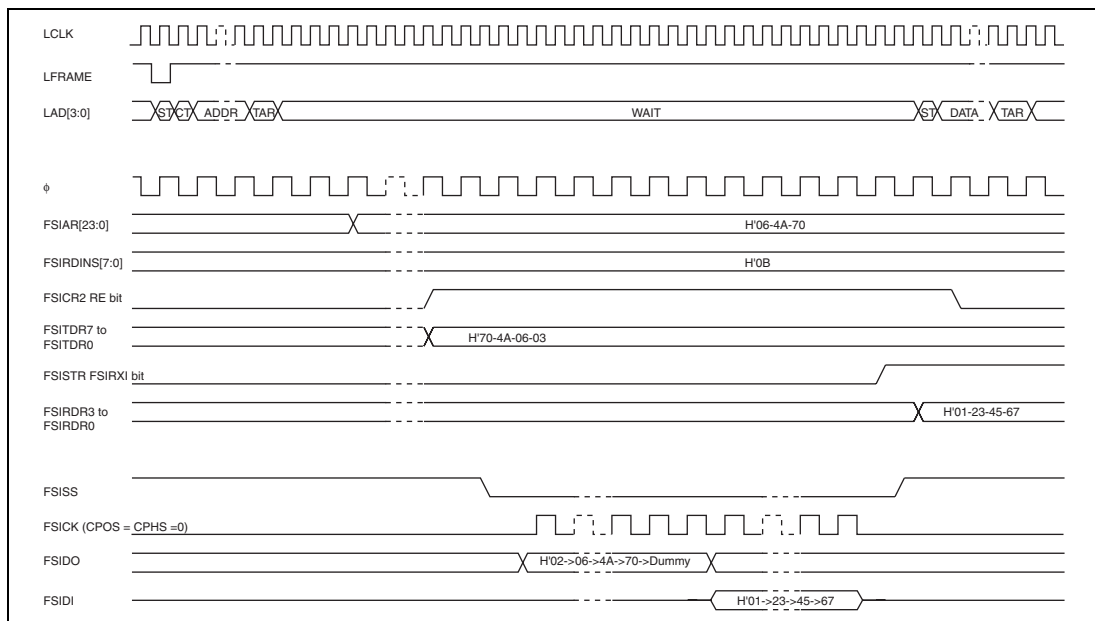 LCLK
LFRAME
LAD[3:0] ST CT ADDR TAR WAIT ST DATA TAR
ϕ
FSIAR[23:0] H'06-4A-70
FSIRDINS[7:0] H'0B
FSICR2 RE bit
FSITDR7 to
FSITDR0 H'70-4A-06-03
FSISTR FSIRXI bit
FSIRDR3 to
FSIRDR0 H'01-23-45-67
FSISS
FSICK (CPOS = CPHS =0)
FSIDO H'02->06->4A->70->Dummy
FSIDI H'01->23->45->67